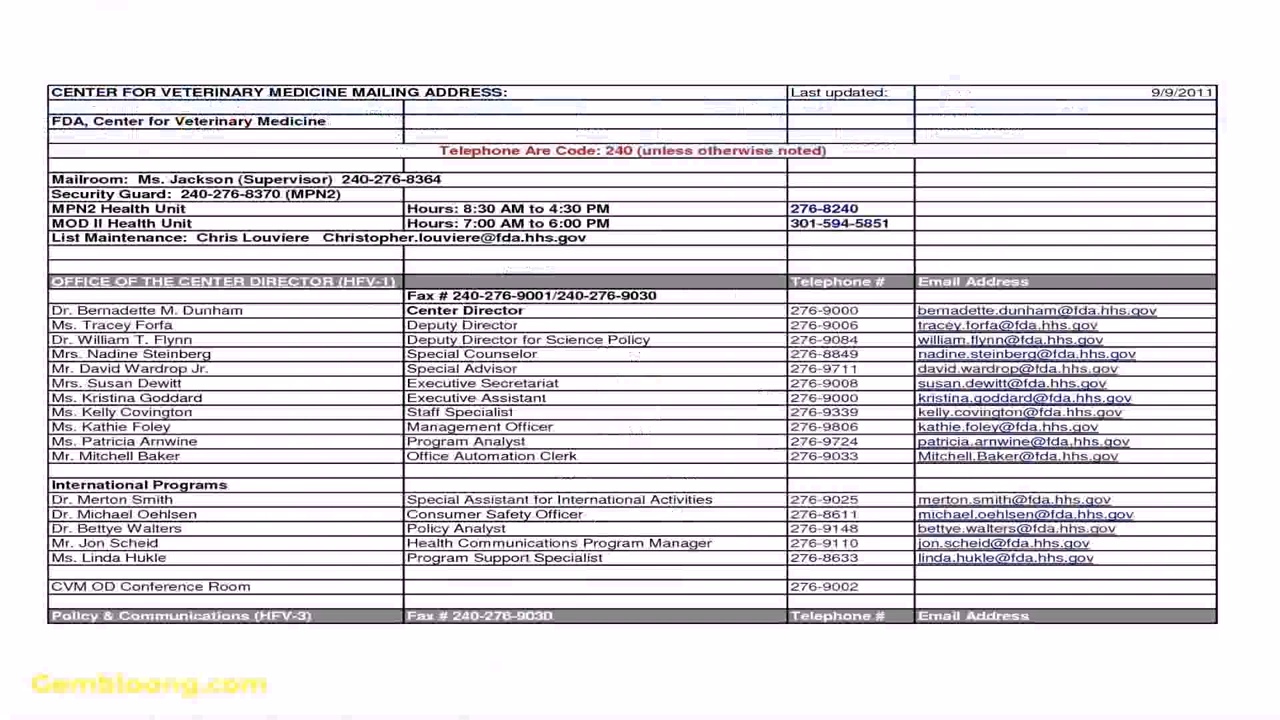 CENTER FOR VETERINARY MEDICINE MAILING ADDRESS: Last updated: 9/9/2011
FDA, Center for Veterinary Medicine
Telephone Are Code: 240 (unless otherwise noted)
Mailroom: Ms. Jackson (Supervisor) 240-276-8364
Security Guard: 240-276-8370 (MPN2)
MPN2 Health Unit Hours: 8:30 AM to 4:30 PM 276-8240
MOD II Health Unit Hours: 7:00 AM to 6:00 PM 301-594-5851
List Maintenance: Chris Louviere Christopher.louviere@fda.hhs.gov
OFFICE OF THE CENTER DIRECTOR (HFV-1) Telephone # Email Address
Fax # 240-276-9001/240-276-9030
Dr. Bernadette M. Dunham Center Director 276-9000 bernadette.dunham@fda.hhs.gov
Ms. Tracey Forfa Deputy Director 276-9006 tracey.forfa@fda.hhs.gov
Dr. William T. Flynn Deputy Director for Science Policy 276-9084 william.flynn@fda.hhs.gov
Mrs. Nadine Steinberg Special Counselor 276-8849 nadine.steinberg@fda.hhs.gov
Mr. David Wardrop Jr. Special Advisor 276-9711 david.wardrop@fda.hhs.gov
Mrs. Susan Dewitt Executive Secretariat 276-9008 susan.dewitt@fda.hhs.gov
Ms. Kristina Goddard Executive Assistant 276-9000 kristina.goddard@fda.hhs.gov
Ms. Kelly Covington Staff Specialist 276-9339 kelly.covington@fda.hhs.gov
Ms. Kathie Foley Management Officer 276-9806 kathie.foley@fda.hhs.gov
Ms. Patricia Arnwine Program Analyst 276-9724 patricia.arnwine@fda.hhs.gov
Mr. Mitchell Baker Office Automation Clerk 276-9033 Mitchell.Baker@fda.hhs.gov
International Programs
Dr. Merton Smith Special Assistant for International Activities 276-9025 merton.smith@fda.hhs.gov
Dr. Michael Oehlsen Consumer Safety Officer 276-8611 michael.oehlsen@fda.hhs.gov
Dr. Bettye Walters Policy Analyst 276-9148 bettye.walters@fda.hhs.gov
Mr. Jon Scheid Health Communications Program Manager 276-9110 jon.scheid@fda.hhs.gov
Ms. Linda Hukle Program Support Specialist 276-8633 linda.hukle@fda.hhs.gov
CVM OD Conference Room 276-9002
Policy & Communications (HFV-3) Fax # 240-276-9030 Telephone # Email Address
Gembloong.com